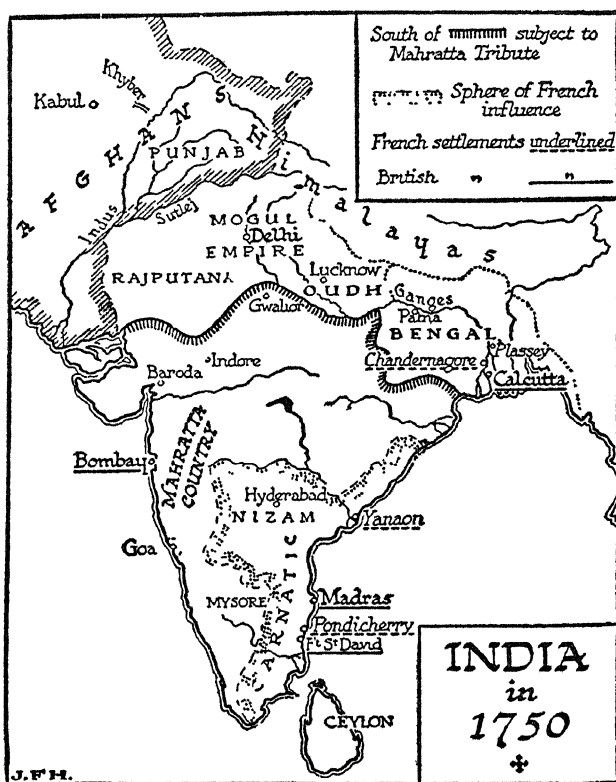 South of subject to
Mahratta Tribute
Sphere of French
influence
French settlements underlined
British " "
Khyber
Kabul
AFGHANS
PUNJAB
Himalayas
Indus
Sutlej
MOGUL
Delhi
EMPIRE
RAJPUTANA
Lucknow
OUDH
Ganges
Patna
Gwalior
BENGAL
Plassey
Chandernagore
Calcutta
Indore
Baroda
MAHRATTA
COUNTRY
Bombay
Hyderabad
NIZAM
Yanaon
Goa
CARNATIC
MYSORE
Madras
Pondicherry
Ft St David
CEYLON
INDIA
in
1750
J.F.H.